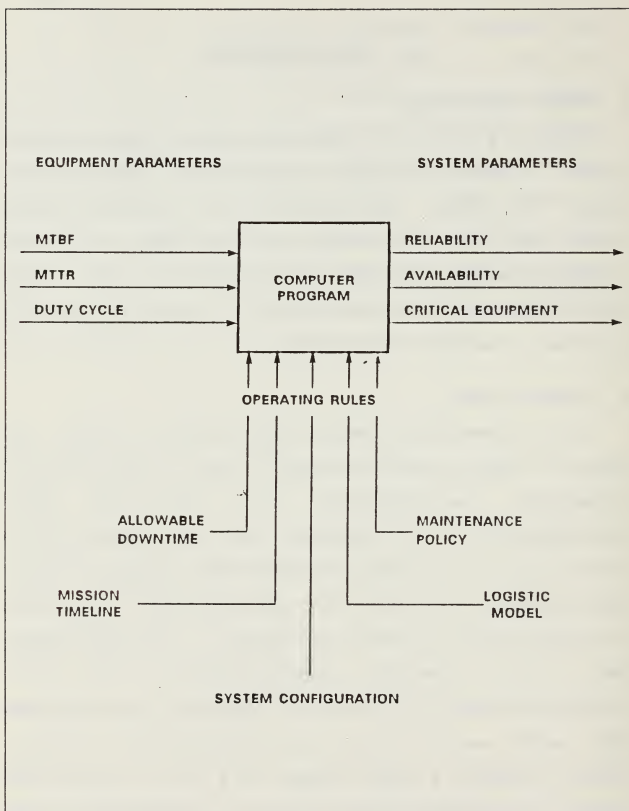 EQUIPMENT PARAMETERS
SYSTEM PARAMETERS
MTBF
MTTR
DUTY CYCLE
COMPUTER
PROGRAM
RELIABILITY
AVAILABILITY
CRITICAL EQUIPMENT
OPERATING RULES
ALLOWABLE
DOWNTIME
MAINTENANCE
POLICY
MISSION
TIMELINE
LOGISTIC
MODEL
SYSTEM CONFIGURATION